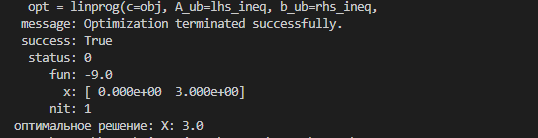 opt = linprog(c=obj, A_ub=lhs_ineq, b_ub=rhs_ineq,
message: Optimization terminated successfully.
success: True
status: 0
fun: -9.0
x: [ 0.000e+00 3.000e+00]
nit: 1
оптимальное решение: X: 3.0